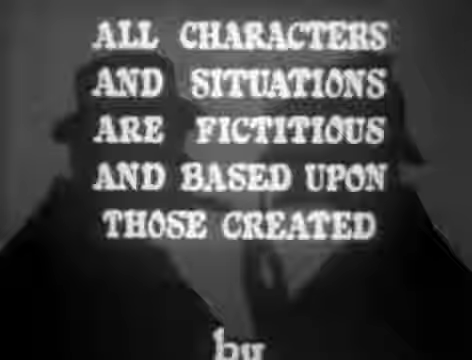 ALL CHARACTERS
AND SITUATIONS
ARE FICTITIOUS
AND BASED UPON
THOSE CREATED
by